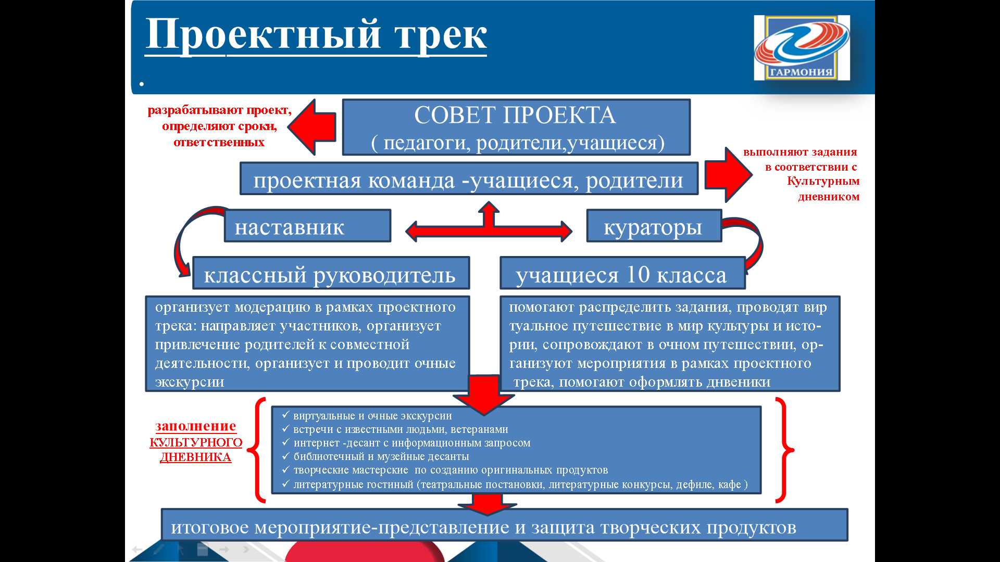 Проектный трек
.
ГАРМОНИЯ
разрабатывают проект,
определяют сроки,
ответственных
СОВЕТ ПРОЕКТА
( педагоги, родители,учащиеся)
проектная команда -учащиеся, родители
выполняют задания
в соответствии с
Культурным
дневником
наставник
кураторы
классный руководитель
учащиеся 10 класса
организует модерацию в рамках проектного
трека: направляет участников, организует
привлечение родителей к совместной
деятельности, организует и проводит очные
экскурсии
помогают распределить задания, проводят вир
туальное путешествие в мир культуры и исто-
рии, сопровождают в очном путешествии, ор-
ганизуют мероприятия в рамках проектного
трека, помогают оформлять днвеники
заполнение
КУЛЬТУРНОГО
ДНЕВНИКА
✓ виртуальные и очные экскурсии
✓ встречи с известными людьми, ветеранами
✓ интернет -десант с информационным запросом
✓ библиотечный и музейные десанты
✓ творческие мастерские по созданию оригинальных продуктов
✓ литературные гостиный (театральные постановки, литературные конкурсы, дефиле, кафе )
итоговое мероприятие-представление и защита творческих продуктов